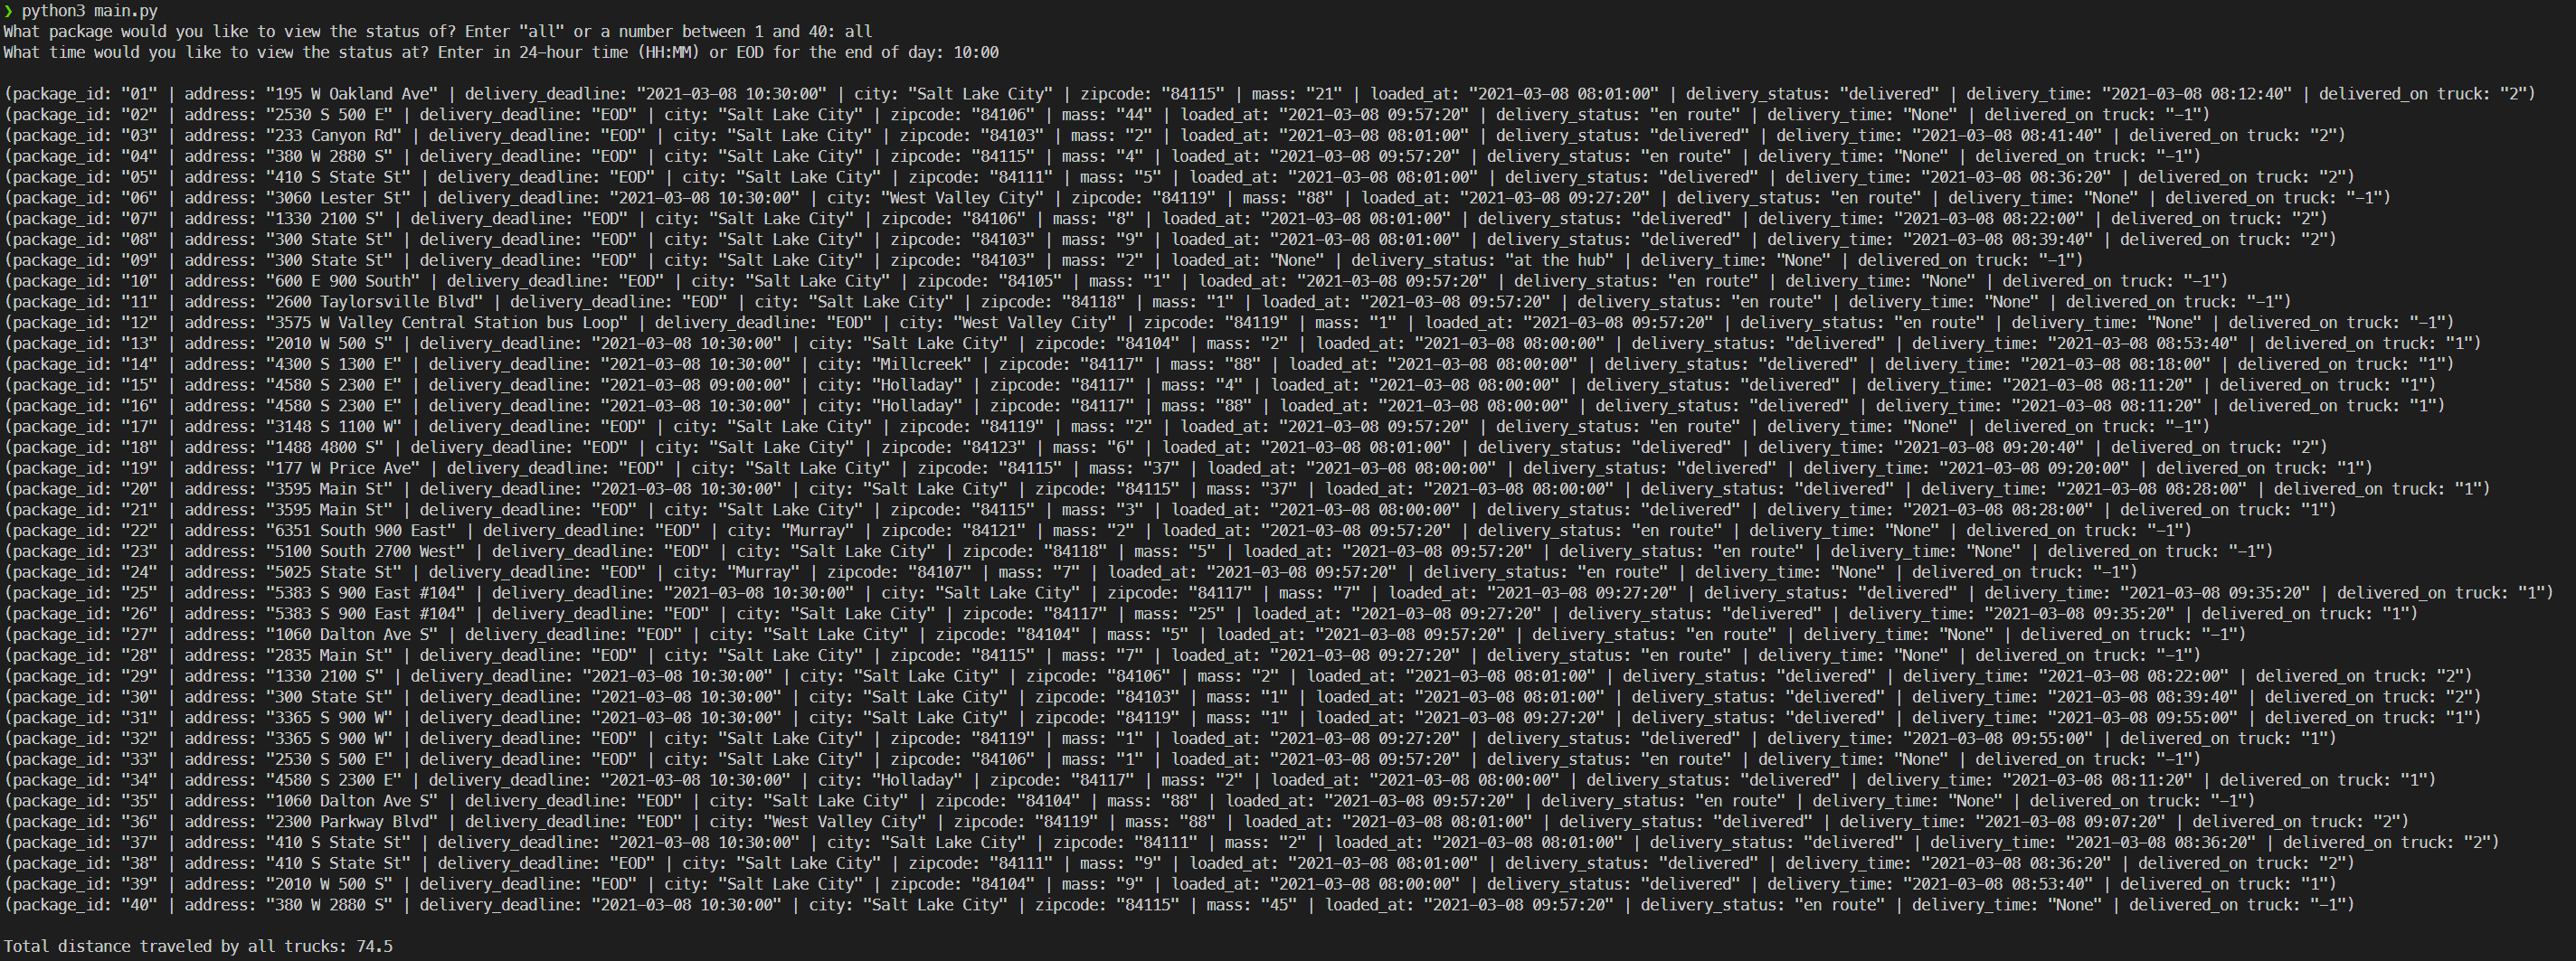 ❯ python3 main.py
What package would you like to view the status of? Enter "all" or a number between 1 and 40: all
What time would you like to view the status at? Enter in 24-hour time (HH:MM) or EOD for the end of day: 10:00
(package_id: "01" | address: "195 W Oakland Ave" | delivery_deadline: "2021-03-08 10:30:00" | city: "Salt Lake City" | zipcode: "84115" | mass: "21" | loaded_at: "2021-03-08 08:01:00" | delivery_status: "delivered" | delivery_time: "2021-03-08 08:12:40" | delivered_on truck: "2")
(package_id: "02" | address: "2530 S 500 E" | delivery_deadline: "EOD" | city: "Salt Lake City" | zipcode: "84106" | mass: "44" | loaded_at: "2021-03-08 09:57:20" | delivery_status: "en route" | delivery_time: "None" | delivered_on truck: "-1")
(package_id: "03" | address: "233 Canyon Rd" | delivery_deadline: "EOD" | city: "Salt Lake City" | zipcode: "84103" | mass: "2" | loaded_at: "2021-03-08 08:01:00" | delivery_status: "delivered" | delivery_time: "2021-03-08 08:41:40" | delivered_on truck: "2")
(package_id: "04" | address: "380 W 2880 S" | delivery_deadline: "EOD" | city: "Salt Lake City" | zipcode: "84115" | mass: "4" | loaded_at: "2021-03-08 09:57:20" | delivery_status: "en route" | delivery_time: "None" | delivered_on truck: "-1")
(package_id: "05" | address: "410 S State St" | delivery_deadline: "EOD" | city: "Salt Lake City" | zipcode: "84111" | mass: "5" | loaded_at: "2021-03-08 08:01:00" | delivery_status: "delivered" | delivery_time: "2021-03-08 08:36:20" | delivered_on truck: "2")
(package_id: "06" | address: "3060 Lester St" | delivery_deadline: "2021-03-08 10:30:00" | city: "West Valley City" | zipcode: "84119" | mass: "88" | loaded_at: "2021-03-08 09:27:20" | delivery_status: "en route" | delivery_time: "None" | delivered_on truck: "-1")
(package_id: "07" | address: "1330 2100 S" | delivery_deadline: "EOD" | city: "Salt Lake City" | zipcode: "84106" | mass: "8" | loaded_at: "2021-03-08 08:01:00" | delivery_status: "delivered" | delivery_time: "2021-03-08 08:22:00" | delivered_on truck: "2")
(package_id: "08" | address: "300 State St" | delivery_deadline: "EOD" | city: "Salt Lake City" | zipcode: "84103" | mass: "9" | loaded_at: "2021-03-08 08:01:00" | delivery_status: "delivered" | delivery_time: "2021-03-08 08:39:40" | delivered_on truck: "2")
(package_id: "09" | address: "300 State St" | delivery_deadline: "EOD" | city: "Salt Lake City" | zipcode: "84103" | mass: "2" | loaded_at: "None" | delivery_status: "at the hub" | delivery_time: "None" | delivered_on truck: "-1")
(package_id: "10" | address: "600 E 900 South" | delivery_deadline: "EOD" | city: "Salt Lake City" | zipcode: "84105" | mass: "1" | loaded_at: "2021-03-08 09:57:20" | delivery_status: "en route" | delivery_time: "None" | delivered_on truck: "-1")
(package_id: "11" | address: "2600 Taylorsville Blvd" | delivery_deadline: "EOD" | city: "Salt Lake City" | zipcode: "84118" | mass: "1" | loaded_at: "2021-03-08 09:57:20" | delivery_status: "en route" | delivery_time: "None" | delivered_on truck: "-1")
(package_id: "12" | address: "3575 W Valley Central Station bus Loop" | delivery_deadline: "EOD" | city: "West Valley City" | zipcode: "84119" | mass: "1" | loaded_at: "2021-03-08 09:57:20" | delivery_status: "en route" | delivery_time: "None" | delivered_on truck: "-1")
(package_id: "13" | address: "2010 W 500 S" | delivery_deadline: "2021-03-08 10:30:00" | city: "Salt Lake City" | zipcode: "84104" | mass: "2" | loaded_at: "2021-03-08 08:00:00" | delivery_status: "delivered" | delivery_time: "2021-03-08 08:53:40" | delivered_on truck: "1")
(package_id: "14" | address: "4300 S 1300 E" | delivery_deadline: "2021-03-08 10:30:00" | city: "Millcreek" | zipcode: "84117" | mass: "88" | loaded_at: "2021-03-08 08:00:00" | delivery_status: "delivered" | delivery_time: "2021-03-08 08:18:00" | delivered_on truck: "1")
(package_id: "15" | address: "4580 S 2300 E" | delivery_deadline: "2021-03-08 09:00:00" | city: "Holladay" | zipcode: "84117" | mass: "4" | loaded_at: "2021-03-08 08:00:00" | delivery_status: "delivered" | delivery_time: "2021-03-08 08:11:20" | delivered_on truck: "1")
(package_id: "16" | address: "4580 S 2300 E" | delivery_deadline: "2021-03-08 10:30:00" | city: "Holladay" | zipcode: "84117" | mass: "88" | loaded_at: "2021-03-08 08:00:00" | delivery_status: "delivered" | delivery_time: "2021-03-08 08:11:20" | delivered_on truck: "1")
(package_id: "17" | address: "3148 S 1100 W" | delivery_deadline: "EOD" | city: "Salt Lake City" | zipcode: "84119" | mass: "2" | loaded_at: "2021-03-08 09:57:20" | delivery_status: "en route" | delivery_time: "None" | delivered_on truck: "-1")
(package_id: "18" | address: "1488 4800 S" | delivery_deadline: "EOD" | city: "Salt Lake City" | zipcode: "84123" | mass: "6" | loaded_at: "2021-03-08 08:01:00" | delivery_status: "delivered" | delivery_time: "2021-03-08 09:20:40" | delivered_on truck: "2")
(package_id: "19" | address: "177 W Price Ave" | delivery_deadline: "EOD" | city: "Salt Lake City" | zipcode: "84115" | mass: "37" | loaded_at: "2021-03-08 08:00:00" | delivery_status: "delivered" | delivery_time: "2021-03-08 09:20:00" | delivered_on truck: "1")
(package_id: "20" | address: "3595 Main St" | delivery_deadline: "2021-03-08 10:30:00" | city: "Salt Lake City" | zipcode: "84115" | mass: "37" | loaded_at: "2021-03-08 08:00:00" | delivery_status: "delivered" | delivery_time: "2021-03-08 08:28:00" | delivered_on truck: "1")
(package_id: "21" | address: "3595 Main St" | delivery_deadline: "EOD" | city: "Salt Lake City" | zipcode: "84115" | mass: "3" | loaded_at: "2021-03-08 08:00:00" | delivery_status: "delivered" | delivery_time: "2021-03-08 08:28:00" | delivered_on truck: "1")
(package_id: "22" | address: "6351 South 900 East" | delivery_deadline: "EOD" | city: "Murray" | zipcode: "84121" | mass: "2" | loaded_at: "2021-03-08 09:57:20" | delivery_status: "en route" | delivery_time: "None" | delivered_on truck: "-1")
(package_id: "23" | address: "5100 South 2700 West" | delivery_deadline: "EOD" | city: "Salt Lake City" | zipcode: "84118" | mass: "5" | loaded_at: "2021-03-08 09:57:20" | delivery_status: "en route" | delivery_time: "None" | delivered_on truck: "-1")
(package_id: "24" | address: "5025 State St" | delivery_deadline: "EOD" | city: "Murray" | zipcode: "84107" | mass: "7" | loaded_at: "2021-03-08 09:57:20" | delivery_status: "en route" | delivery_time: "None" | delivered_on truck: "-1")
(package_id: "25" | address: "5383 S 900 East #104" | delivery_deadline: "2021-03-08 10:30:00" | city: "Salt Lake City" | zipcode: "84117" | mass: "7" | loaded_at: "2021-03-08 09:27:20" | delivery_status: "delivered" | delivery_time: "2021-03-08 09:35:20" | delivered_on truck: "1")
(package_id: "26" | address: "5383 S 900 East #104" | delivery_deadline: "EOD" | city: "Salt Lake City" | zipcode: "84117" | mass: "25" | loaded_at: "2021-03-08 09:27:20" | delivery_status: "delivered" | delivery_time: "2021-03-08 09:35:20" | delivered_on truck: "1")
(package_id: "27" | address: "1060 Dalton Ave S" | delivery_deadline: "EOD" | city: "Salt Lake City" | zipcode: "84104" | mass: "5" | loaded_at: "2021-03-08 09:57:20" | delivery_status: "en route" | delivery_time: "None" | delivered_on truck: "-1")
(package_id: "28" | address: "2835 Main St" | delivery_deadline: "EOD" | city: "Salt Lake City" | zipcode: "84115" | mass: "7" | loaded_at: "2021-03-08 09:27:20" | delivery_status: "en route" | delivery_time: "None" | delivered_on truck: "-1")
(package_id: "29" | address: "1330 2100 S" | delivery_deadline: "2021-03-08 10:30:00" | city: "Salt Lake City" | zipcode: "84106" | mass: "2" | loaded_at: "2021-03-08 08:01:00" | delivery_status: "delivered" | delivery_time: "2021-03-08 08:22:00" | delivered_on truck: "2")
(package_id: "30" | address: "300 State St" | delivery_deadline: "2021-03-08 10:30:00" | city: "Salt Lake City" | zipcode: "84103" | mass: "1" | loaded_at: "2021-03-08 08:01:00" | delivery_status: "delivered" | delivery_time: "2021-03-08 08:39:40" | delivered_on truck: "2")
(package_id: "31" | address: "3365 S 900 W" | delivery_deadline: "2021-03-08 10:30:00" | city: "Salt Lake City" | zipcode: "84119" | mass: "1" | loaded_at: "2021-03-08 09:27:20" | delivery_status: "delivered" | delivery_time: "2021-03-08 09:55:00" | delivered_on truck: "1")
(package_id: "32" | address: "3365 S 900 W" | delivery_deadline: "EOD" | city: "Salt Lake City" | zipcode: "84119" | mass: "1" | loaded_at: "2021-03-08 09:27:20" | delivery_status: "delivered" | delivery_time: "2021-03-08 09:55:00" | delivered_on truck: "1")
(package_id: "33" | address: "2530 S 500 E" | delivery_deadline: "EOD" | city: "Salt Lake City" | zipcode: "84106" | mass: "1" | loaded_at: "2021-03-08 09:57:20" | delivery_status: "en route" | delivery_time: "None" | delivered_on truck: "-1")
(package_id: "34" | address: "4580 S 2300 E" | delivery_deadline: "2021-03-08 10:30:00" | city: "Holladay" | zipcode: "84117" | mass: "2" | loaded_at: "2021-03-08 08:00:00" | delivery_status: "delivered" | delivery_time: "2021-03-08 08:11:20" | delivered_on truck: "1")
(package_id: "35" | address: "1060 Dalton Ave S" | delivery_deadline: "EOD" | city: "Salt Lake City" | zipcode: "84104" | mass: "88" | loaded_at: "2021-03-08 09:57:20" | delivery_status: "en route" | delivery_time: "None" | delivered_on truck: "-1")
(package_id: "36" | address: "2300 Parkway Blvd" | delivery_deadline: "EOD" | city: "West Valley City" | zipcode: "84119" | mass: "88" | loaded_at: "2021-03-08 08:01:00" | delivery_status: "delivered" | delivery_time: "2021-03-08 09:07:20" | delivered_on truck: "2")
(package_id: "37" | address: "410 S State St" | delivery_deadline: "2021-03-08 10:30:00" | city: "Salt Lake City" | zipcode: "84111" | mass: "2" | loaded_at: "2021-03-08 08:01:00" | delivery_status: "delivered" | delivery_time: "2021-03-08 08:36:20" | delivered_on truck: "2")
(package_id: "38" | address: "410 S State St" | delivery_deadline: "EOD" | city: "Salt Lake City" | zipcode: "84111" | mass: "9" | loaded_at: "2021-03-08 08:01:00" | delivery_status: "delivered" | delivery_time: "2021-03-08 08:36:20" | delivered_on truck: "2")
(package_id: "39" | address: "2010 W 500 S" | delivery_deadline: "EOD" | city: "Salt Lake City" | zipcode: "84104" | mass: "9" | loaded_at: "2021-03-08 08:00:00" | delivery_status: "delivered" | delivery_time: "2021-03-08 08:53:40" | delivered_on truck: "1")
(package_id: "40" | address: "380 W 2880 S" | delivery_deadline: "2021-03-08 10:30:00" | city: "Salt Lake City" | zipcode: "84115" | mass: "45" | loaded_at: "2021-03-08 09:57:20" | delivery_status: "en route" | delivery_time: "None" | delivered_on truck: "-1")
Total distance traveled by all trucks: 74.5